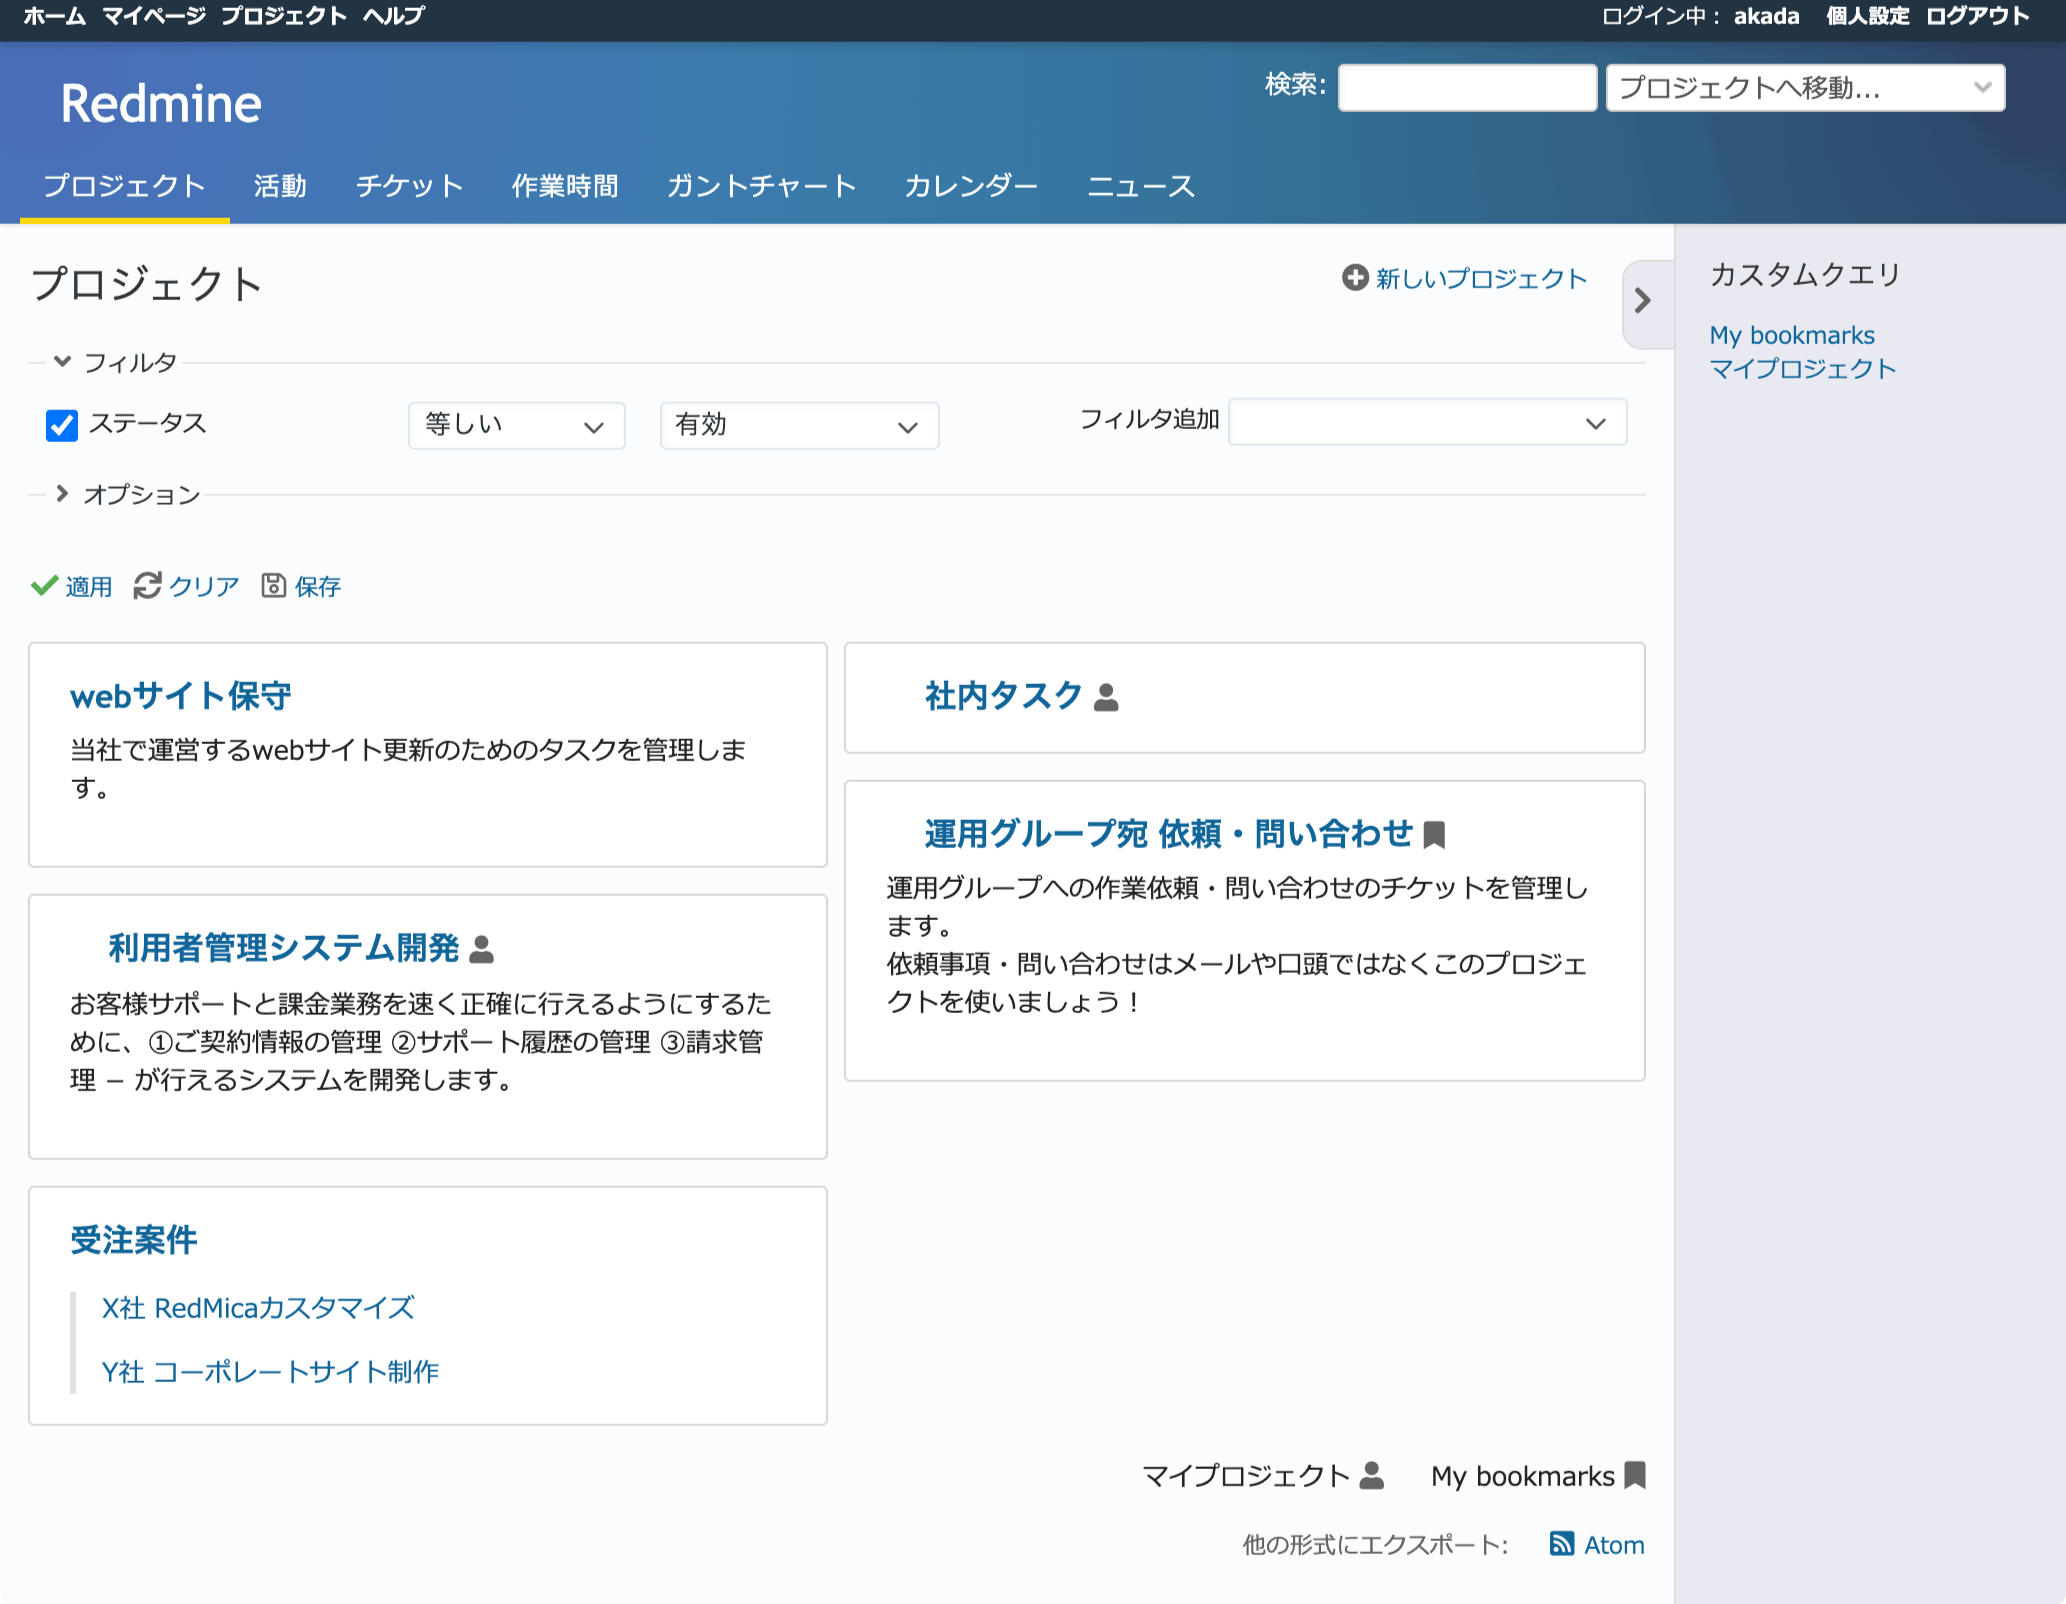 ホーム マイページ プロジェクト ヘルプ
ログイン中： akada 個人設定 ログアウト
Redmine
検索:
プロジェクトへ移動...
プロジェクト 活動 チケット 作業時間 ガントチャート カレンダー ニュース
プロジェクト
新しいプロジェクト
フィルタ
ステータス 等しい 有効 フィルタ追加
オプション
適用 クリア 保存
webサイト保守
当社で運営するwebサイト更新のためのタスクを管理しま
す。
利用者管理システム開発
お客様サポートと課金業務を速く正確に行えるようにするた
めに、①ご契約情報の管理 ②サポート履歴の管理 ③請求管
理 – が行えるシステムを開発します。
受注案件
X社 RedMicaカスタマイズ
Y社 コーポレートサイト制作
社内タスク
運用グループ宛 依頼・問い合わせ
運用グループへの作業依頼・問い合わせのチケットを管理し
ます。
依頼事項・問い合わせはメールや口頭ではなくこのプロジェ
クトを使いましょう！
マイプロジェクト My bookmarks
他の形式にエクスポート: Atom
カスタムクエリ
My bookmarks
マイプロジェクト